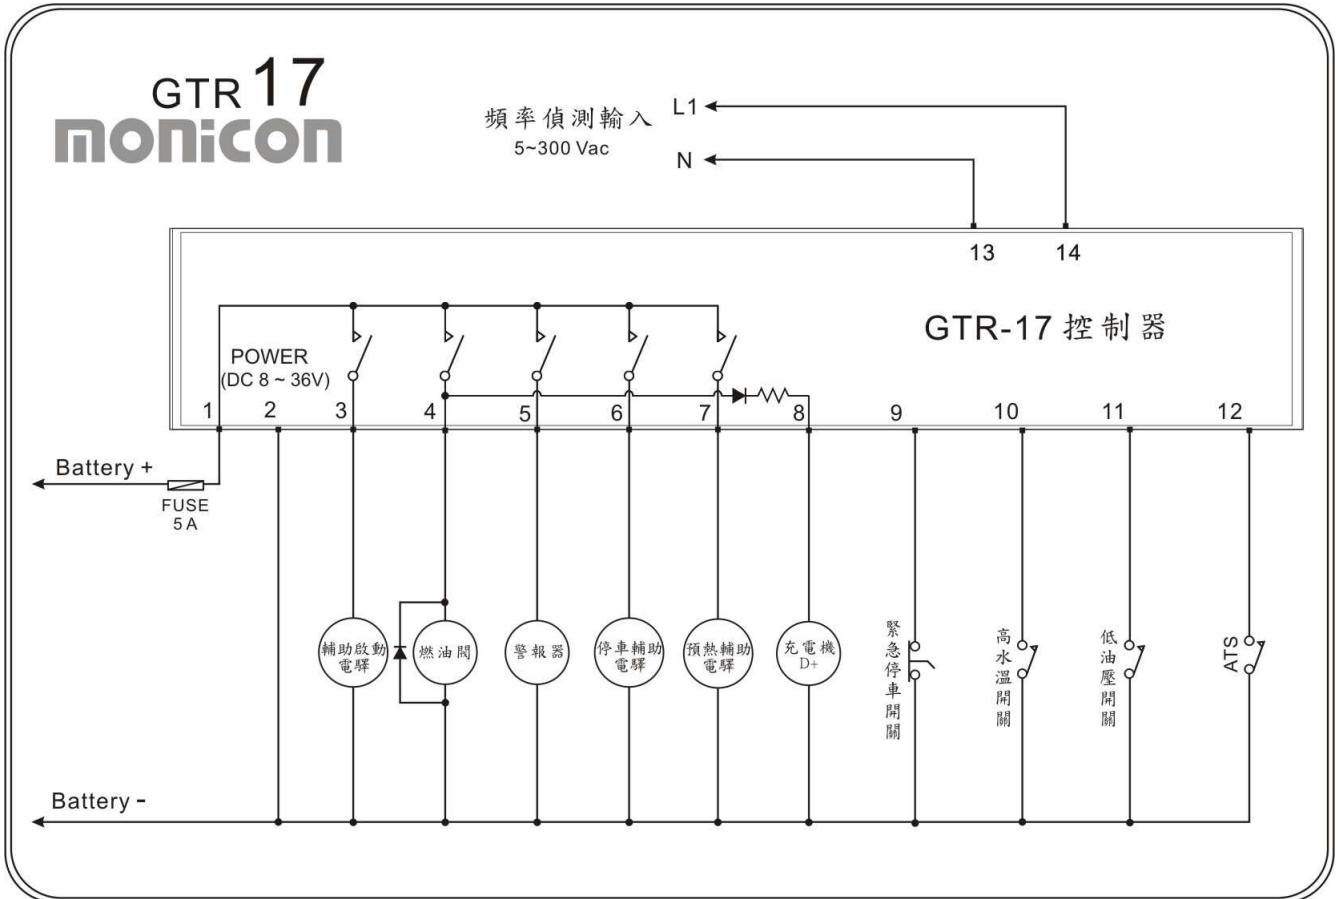 GTR 17
monicon
頻率偵測輸入
5~300 Vac
L1
N
13
14
GTR-17 控制器
POWER
(DC 8 ~ 36V)
1
2
3
4
5
6
7
8
9
10
11
12
Battery +
FUSE
5 A
輔助啟動
電驛
燃油閥
警報器
停車輔助
電驛
預熱輔助
電驛
充電機
D+
緊急停車開關
高水溫開關
低油壓開關
ATS
Battery -